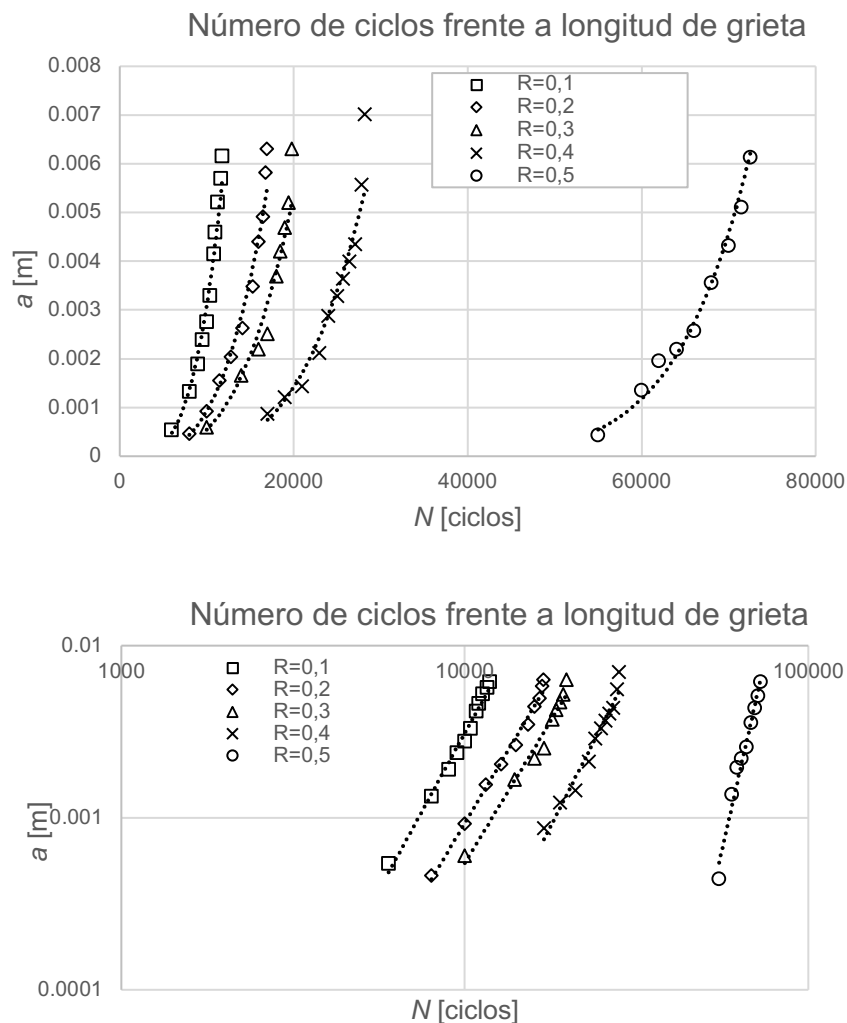 Número de ciclos frente a longitud de grieta
0.008
0.007
0.006
0.005
0.004
0.003
0.002
0.001
0
a [m]
R=0,1
R=0,2
R=0,3
R=0,4
R=0,5
0 20000 40000 60000 80000
N [ciclos]
Número de ciclos frente a longitud de grieta
0.01
1000 10000 100000
R=0,1
R=0,2
R=0,3
R=0,4
R=0,5
a [m]
0.001
0.0001
N [ciclos]